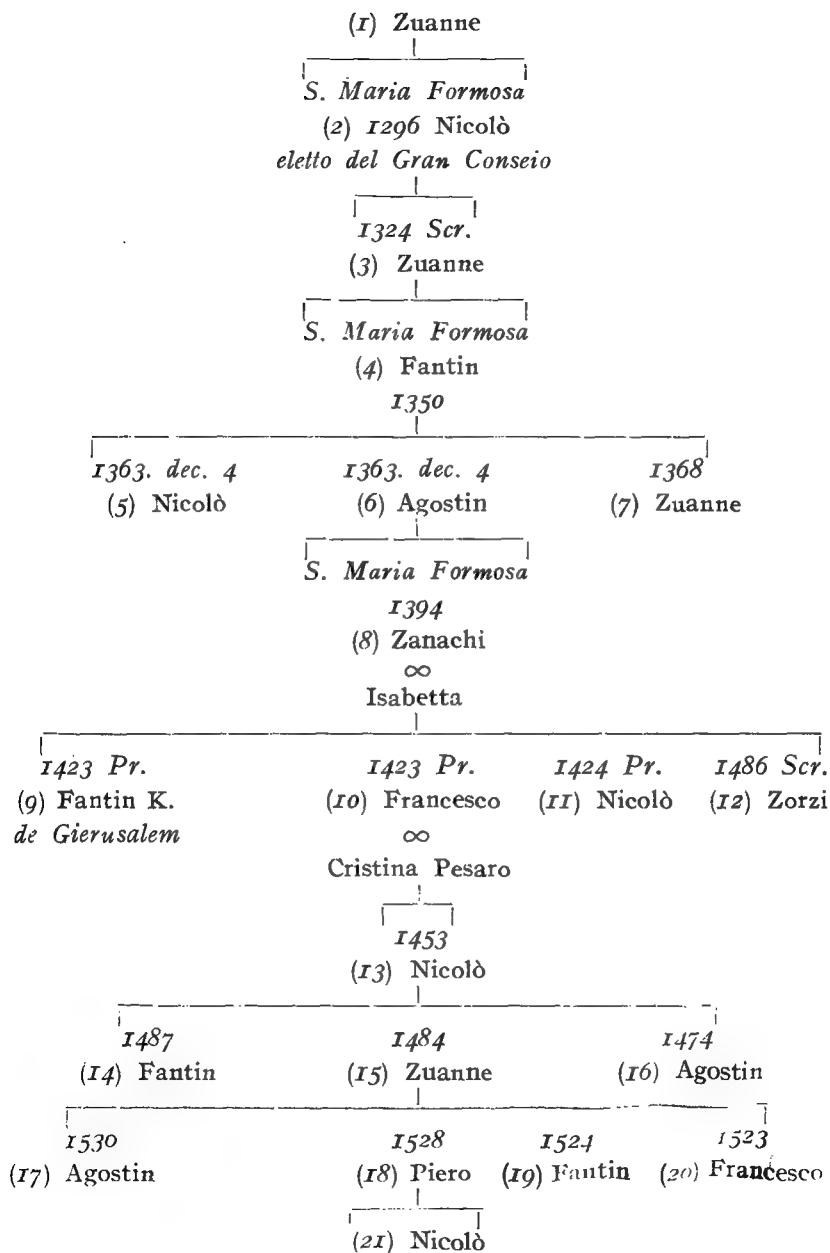 (1) Zuanne
S. Maria Formosa
(2) 1296 Nicolò
eletto del Gran Conseio
1324 Scr.
(3) Zuanne
S. Maria Formosa
(4) Fantin
1350
1363. dec. 4 1363. dec. 4 1368
(5) Nicolò (6) Agostin (7) Zuanne
S. Maria Formosa
1394
(8) Zanachi
∞
Isabetta
1423 Pr. 1423 Pr. 1424 Pr. 1486 Scr.
(9) Fantin K. (10) Francesco (11) Nicolò (12) Zorzi
de Gierusalem ∞
Cristina Pesaro
1453
(13) Nicolò
1487 1484 1474
(14) Fantin (15) Zuanne (16) Agostin
1530 1528 1524 1523
(17) Agostin (18) Piero (19) Fantin (20) Francesco
(21) Nicolò